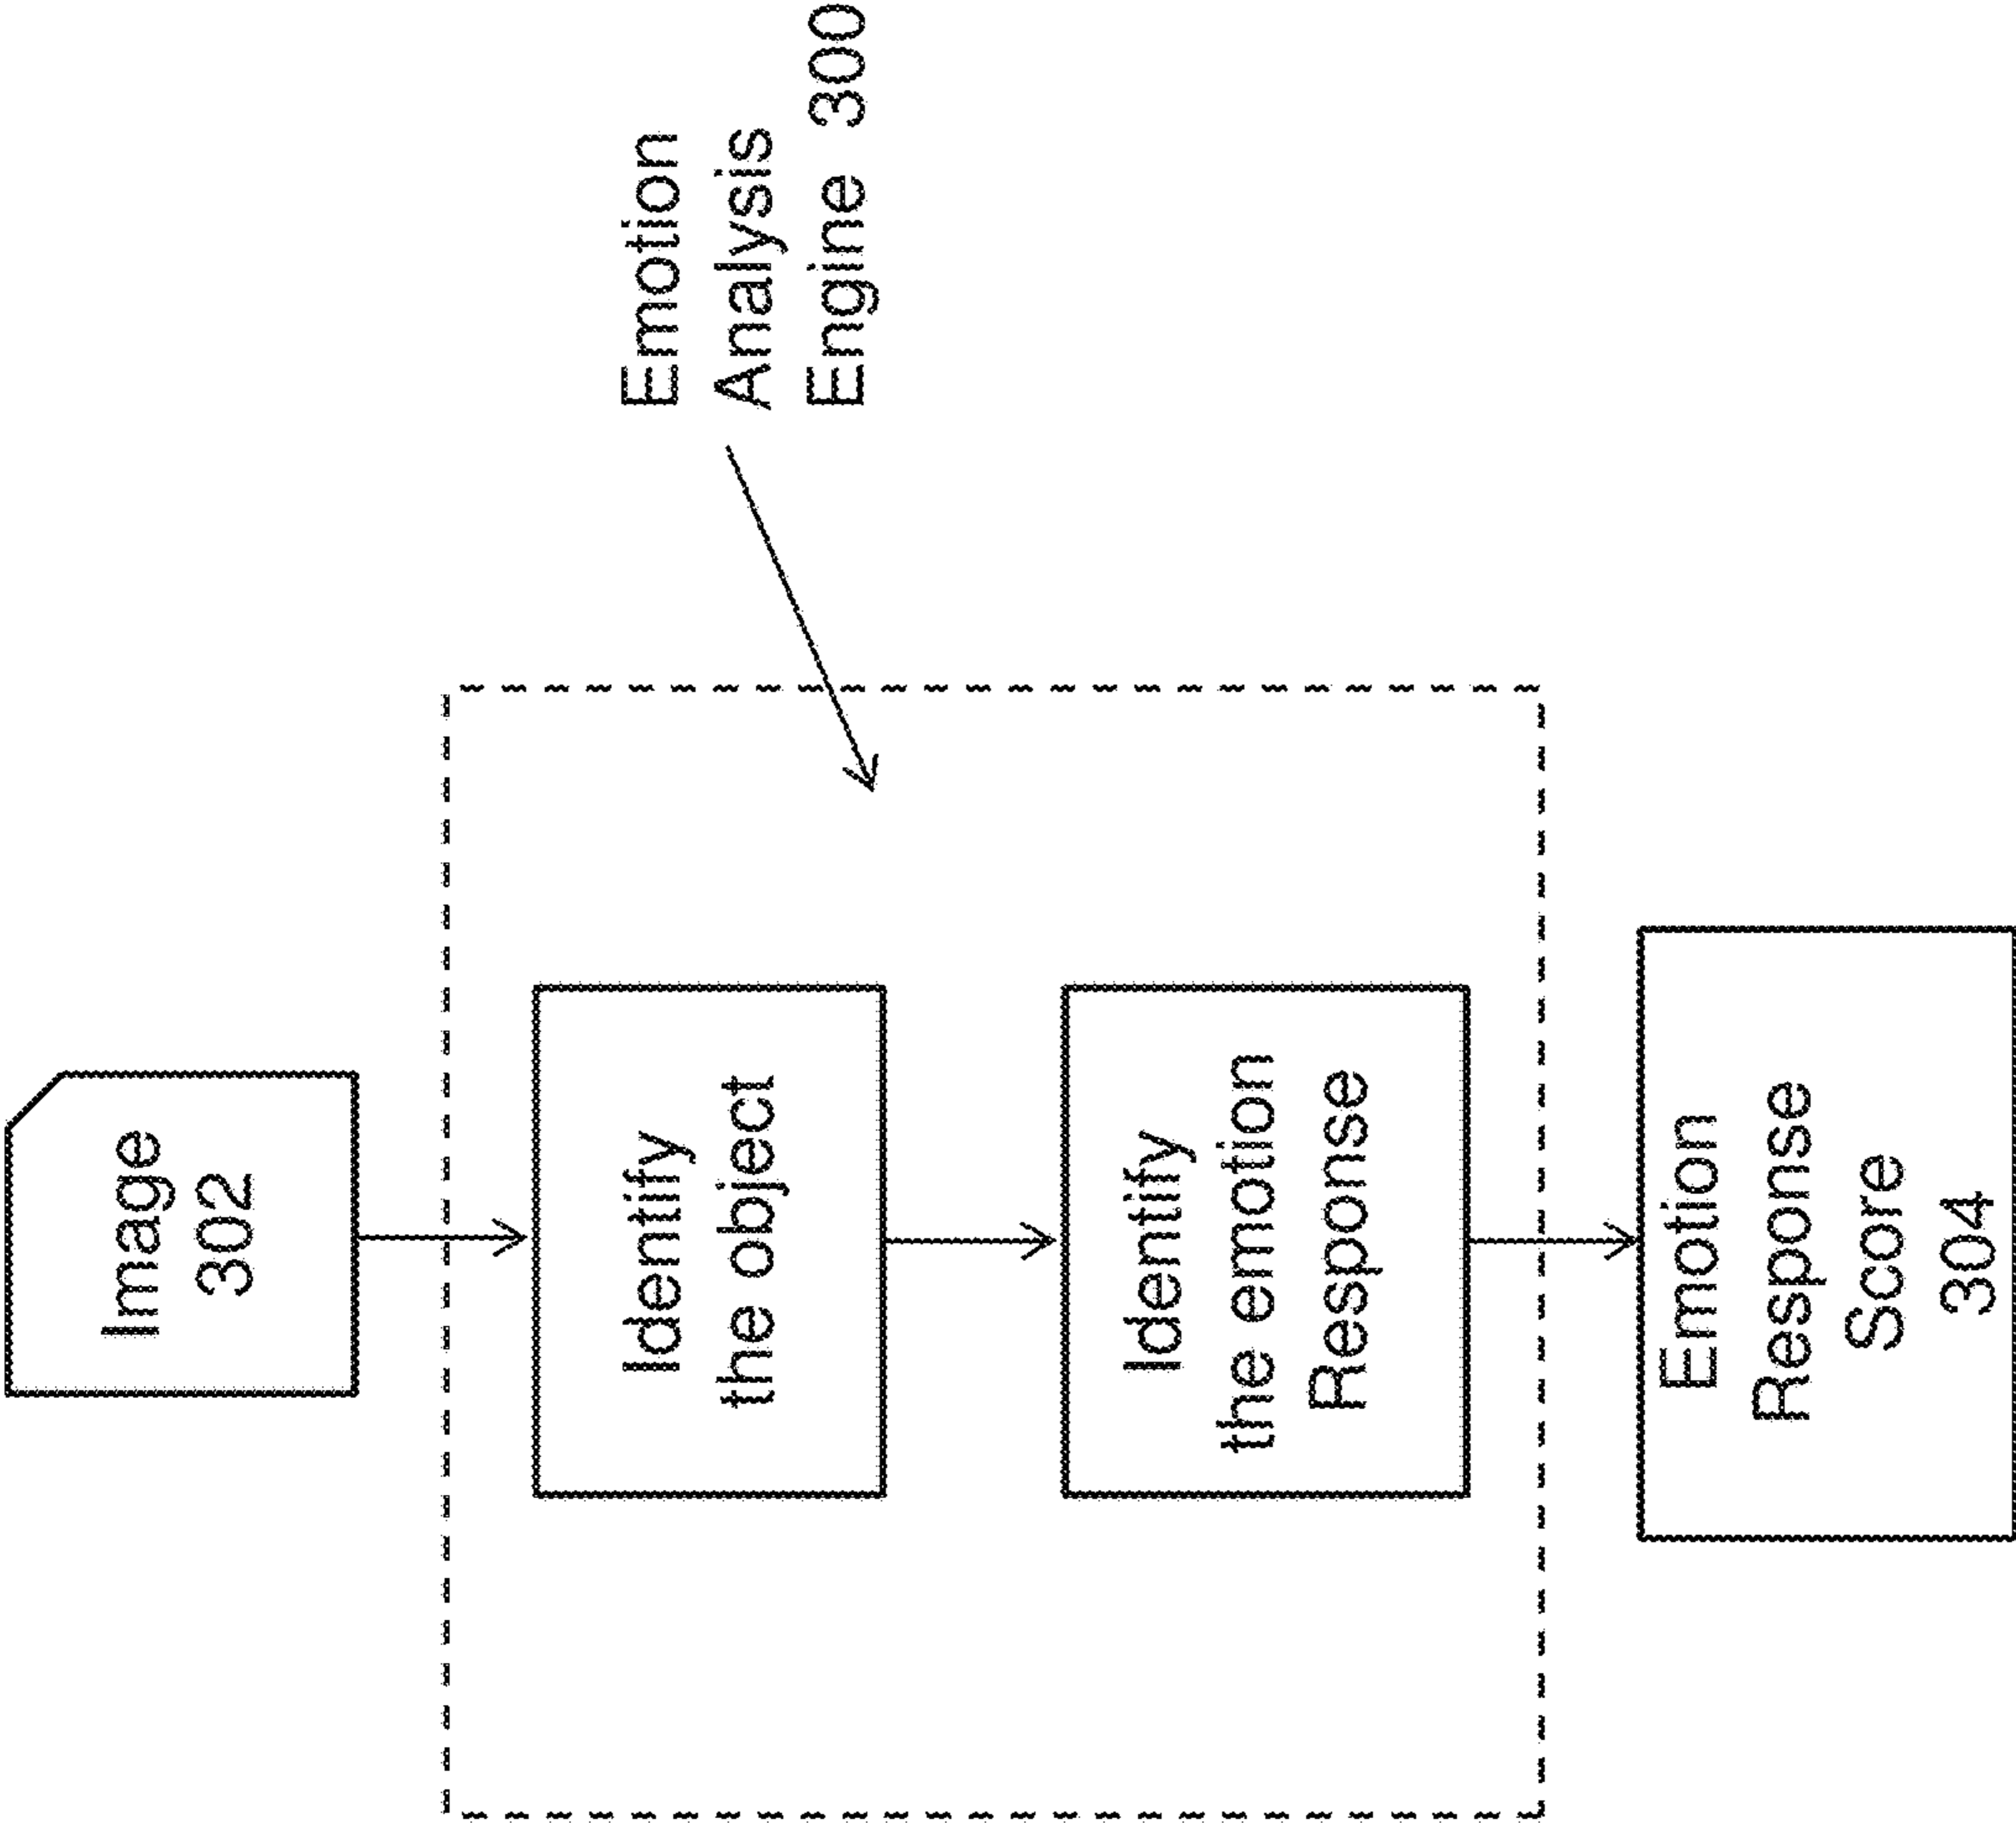 Image
302
Identify
the object
Identify
the emotion
Response
Emotion
Response
Score
304
Emotion
Analysis
Engine 300